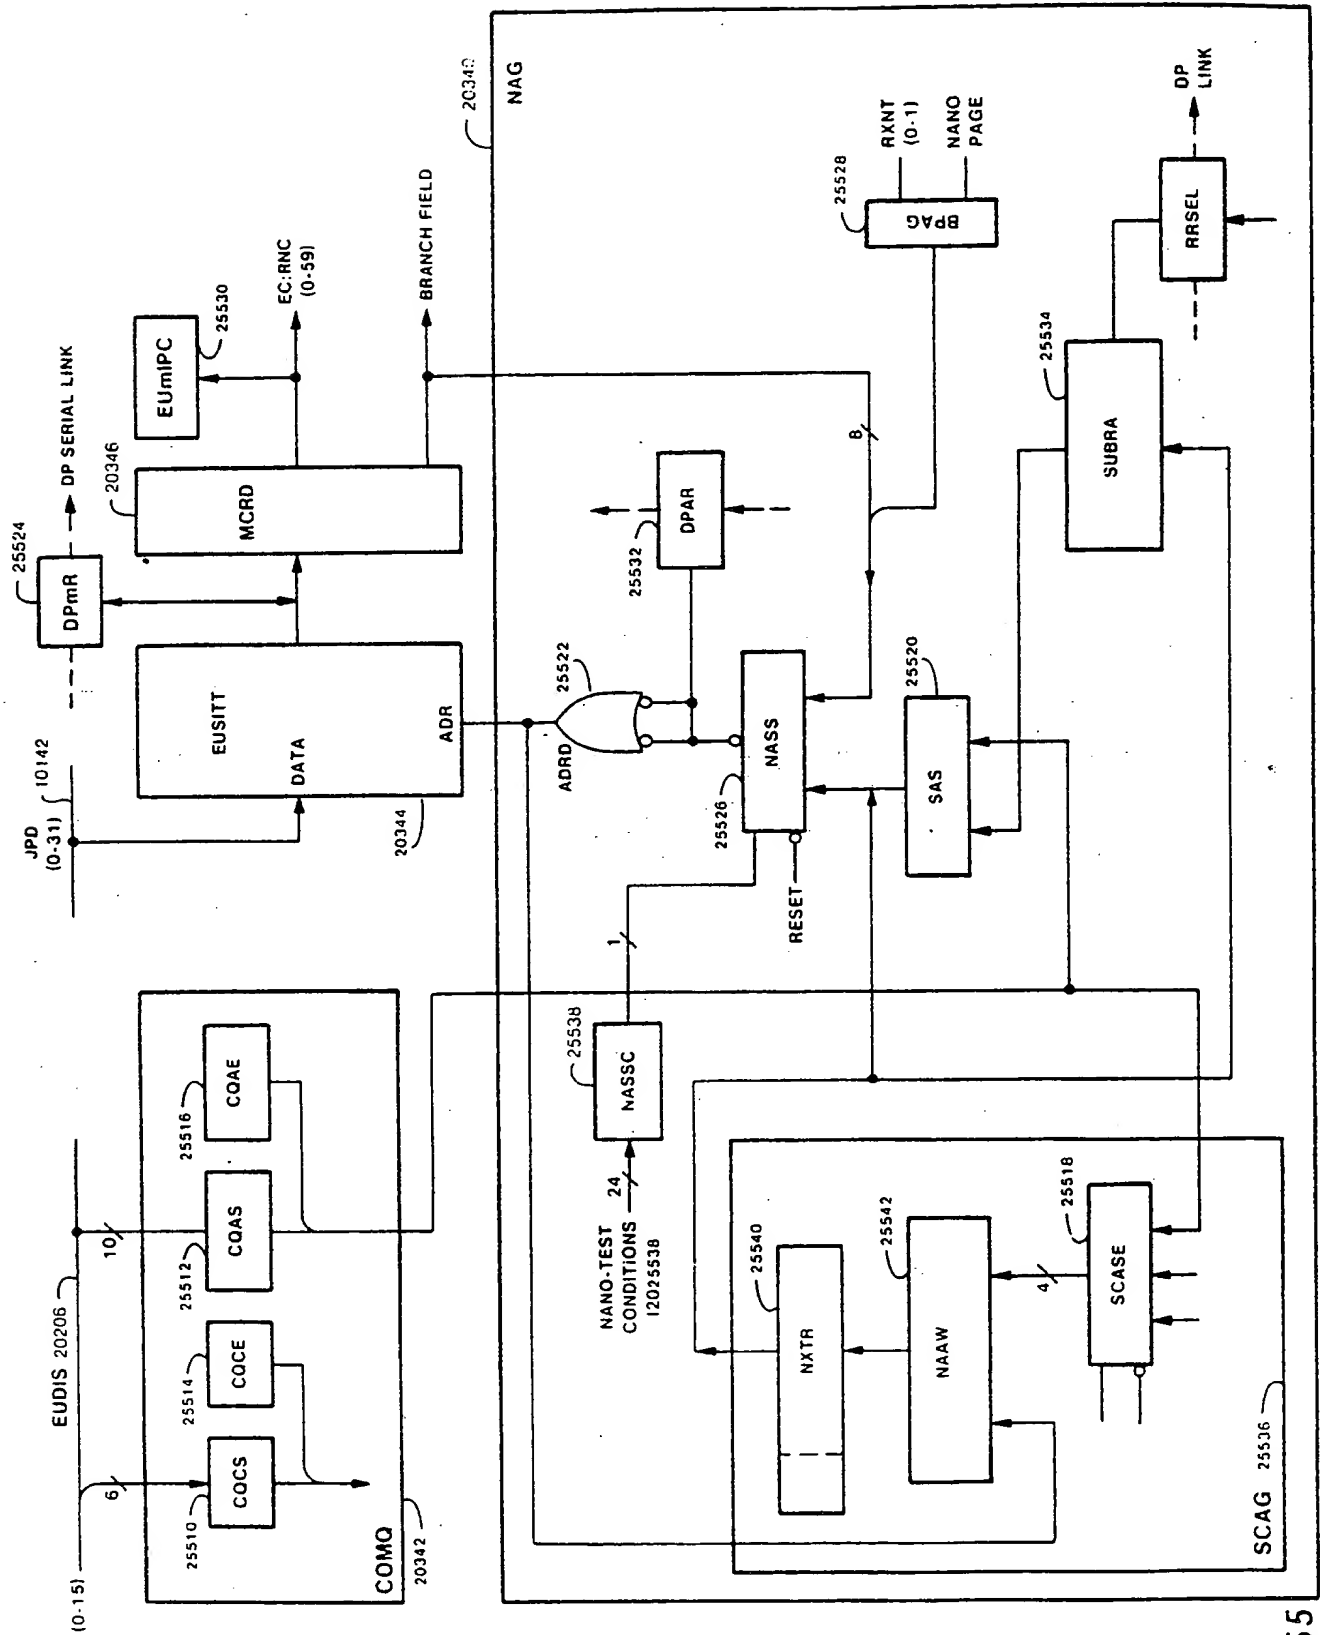 EUDIS 20206
(0-15)
JPD
(0-31)
10142
25524
DPmR
DP SERIAL LINK
6
10
25510
CQCS
25514
CQCE
25512
CQAS
25516
CQAE
COMQ
20342
EUSITT
DATA
ADR
20344
20346
MCRD
EUmIPC
25530
EC:RNC
(0-59)
BRANCH FIELD
NAG
ADRD
25522
25532
DPAR
8
25528
BPAG
RXNT
(0-1)
NANO
PAGE
NANO-TEST
CONDITIONS
12025538
24
NASSC
25538
1
RESET
25526
NASS
SAS
25520
SUBRA
25534
RRSEL
DP
LINK
SCAG
25536
NXTR
25540
NAAW
25542
4
SCASE
25518